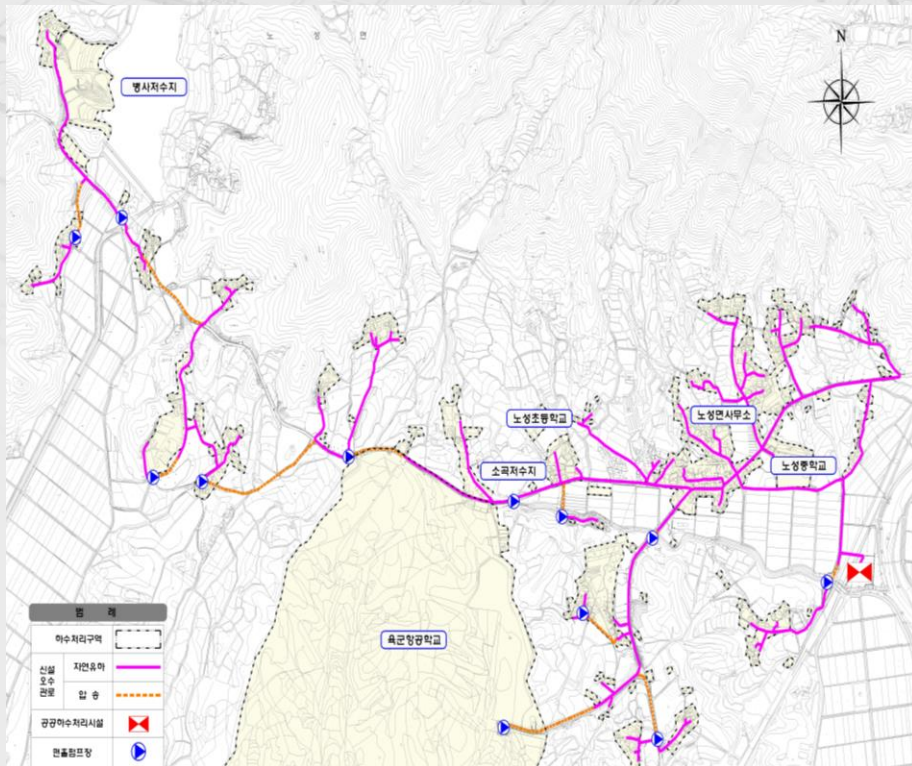 노 성 면
병사저수지
N
노성면사무소
노성초등학교
노성중학교
소곡저수지
육군항공학교
범 례
하수처리구역
신설
오수
관로
자연유하
압 송
공공하수처리시설
맨홀펌프장